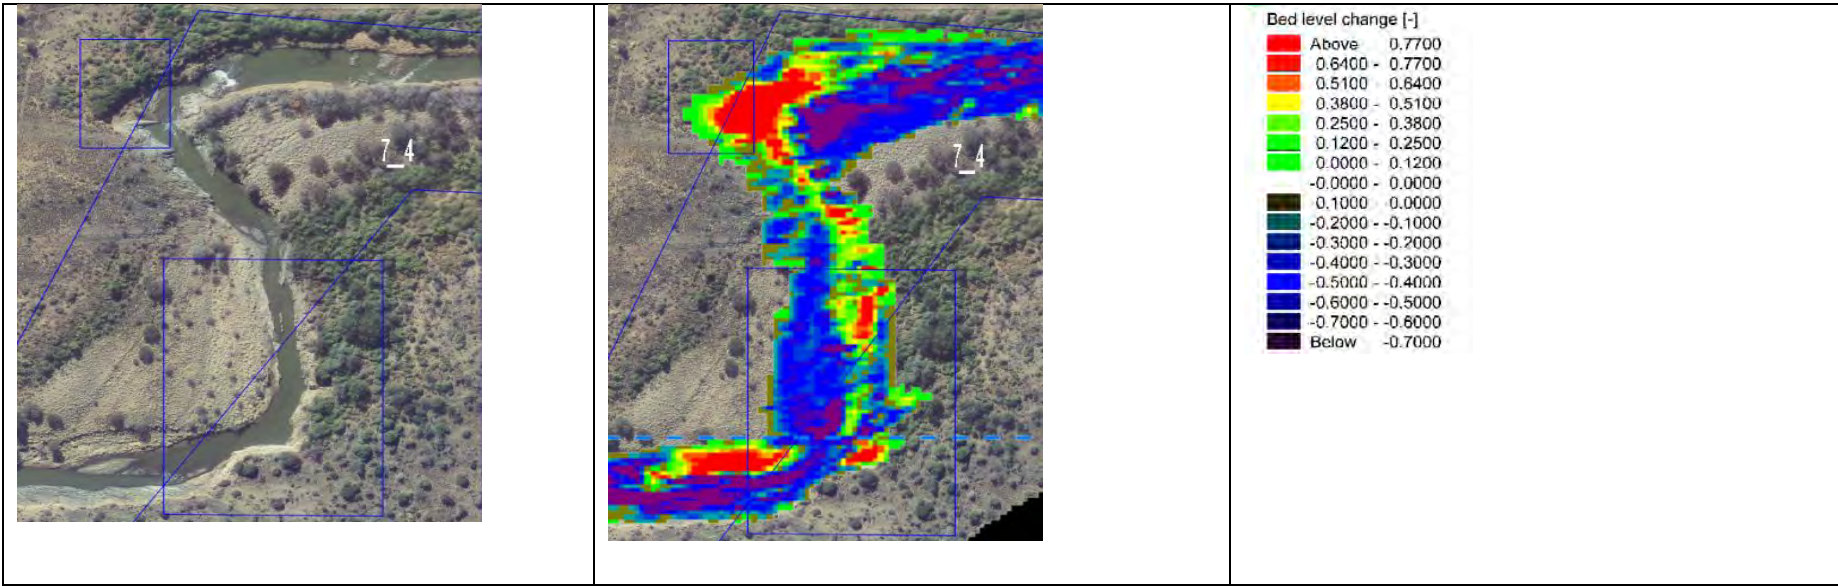 7_4
7_4
Bed level change [-]
Above 0.7700
0.6400 - 0.7700
0.5100 - 0.6400
0.3800 - 0.5100
0.2500 - 0.3800
0.1200 - 0.2500
0.0000 - 0.1200
-0.0000 - 0.0000
-0.1000 - 0.0000
-0.2000 - -0.1000
-0.3000 - -0.2000
-0.4000 - -0.3000
-0.5000 - -0.4000
-0.6000 - -0.5000
-0.7000 - -0.6000
Below -0.7000